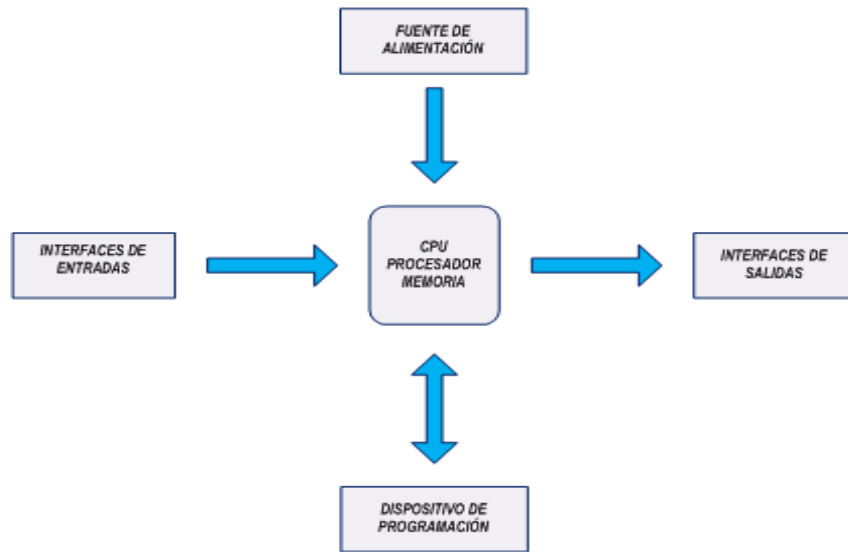 FUENTE DE
ALIMENTACIÓN
INTERFACES DE
ENTRADAS
CPU
PROCESADOR
MEMORIA
INTERFACES DE
SALIDAS
DISPOSITIVO DE
PROGRAMACIÓN